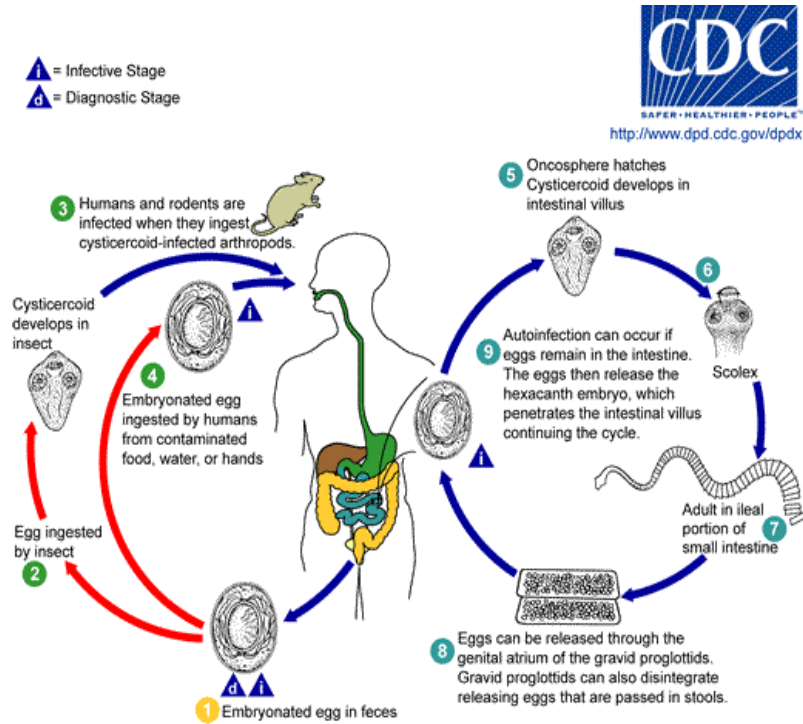 CDC
SAFER • HEALTHIER • PEOPLE™
http://www.dpd.cdc.gov/dpdx
i = Infective Stage
d = Diagnostic Stage
3
Humans and rodents are
infected when they ingest
cysticercoid-infected arthropods.
5
Oncosphere hatches
Cysticercoid develops in
intestinal villus
6
Scolex
Cysticercoid
develops in
insect
i
4
Embryonated egg
ingested by humans
from contaminated
food, water, or hands
9
Autoinfection can occur if
eggs remain in the intestine.
The eggs then release the
hexacanth embryo, which
penetrates the intestinal villus
continuing the cycle.
i
Egg ingested
by insect
2
Adult in ileal
portion of
small intestine
7
8
Eggs can be released through the
genital atrium of the gravid proglottids.
Gravid proglottids can also disintegrate
releasing eggs that are passed in stools.
d i
1
Embryonated egg in feces